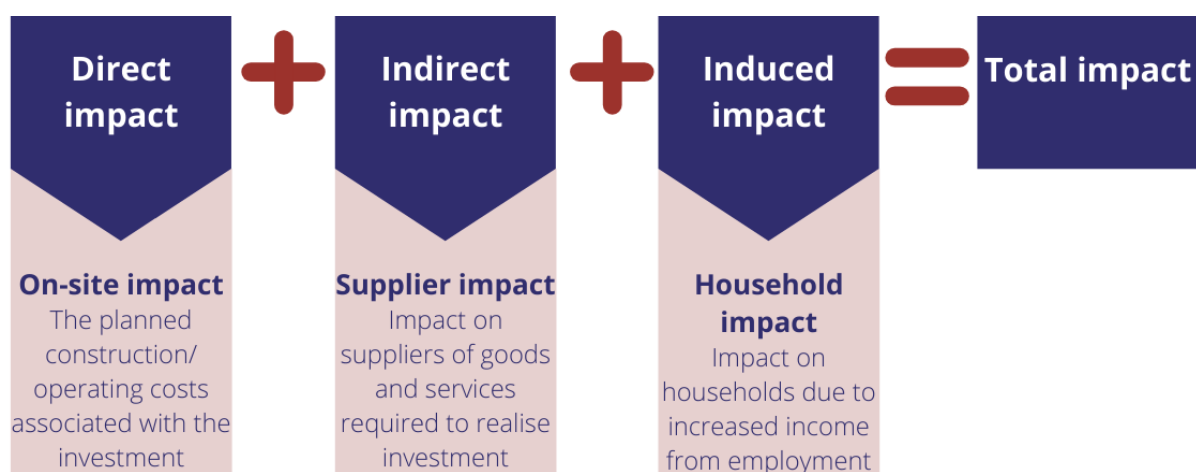 Direct
impact
+
Indirect
impact
+
Induced
impact
=
Total impact
On-site impact
The planned
construction/
operating costs
associated with the
investment
Supplier impact
Impact on
suppliers of goods
and services
required to realise
investment
Household
impact
Impact on
households due to
increased income
from employment